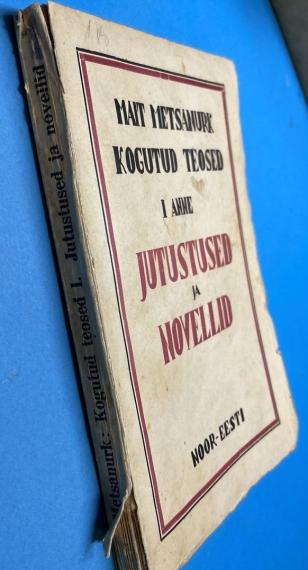 MAIT METSANURK
KOGUTUD TEOSED
I ANNE
JUTUSTUSED
JA
NOVELLID
NOOR-EESTI
Metsanurk: Kogutud teosed I. Jutustused ja novellid